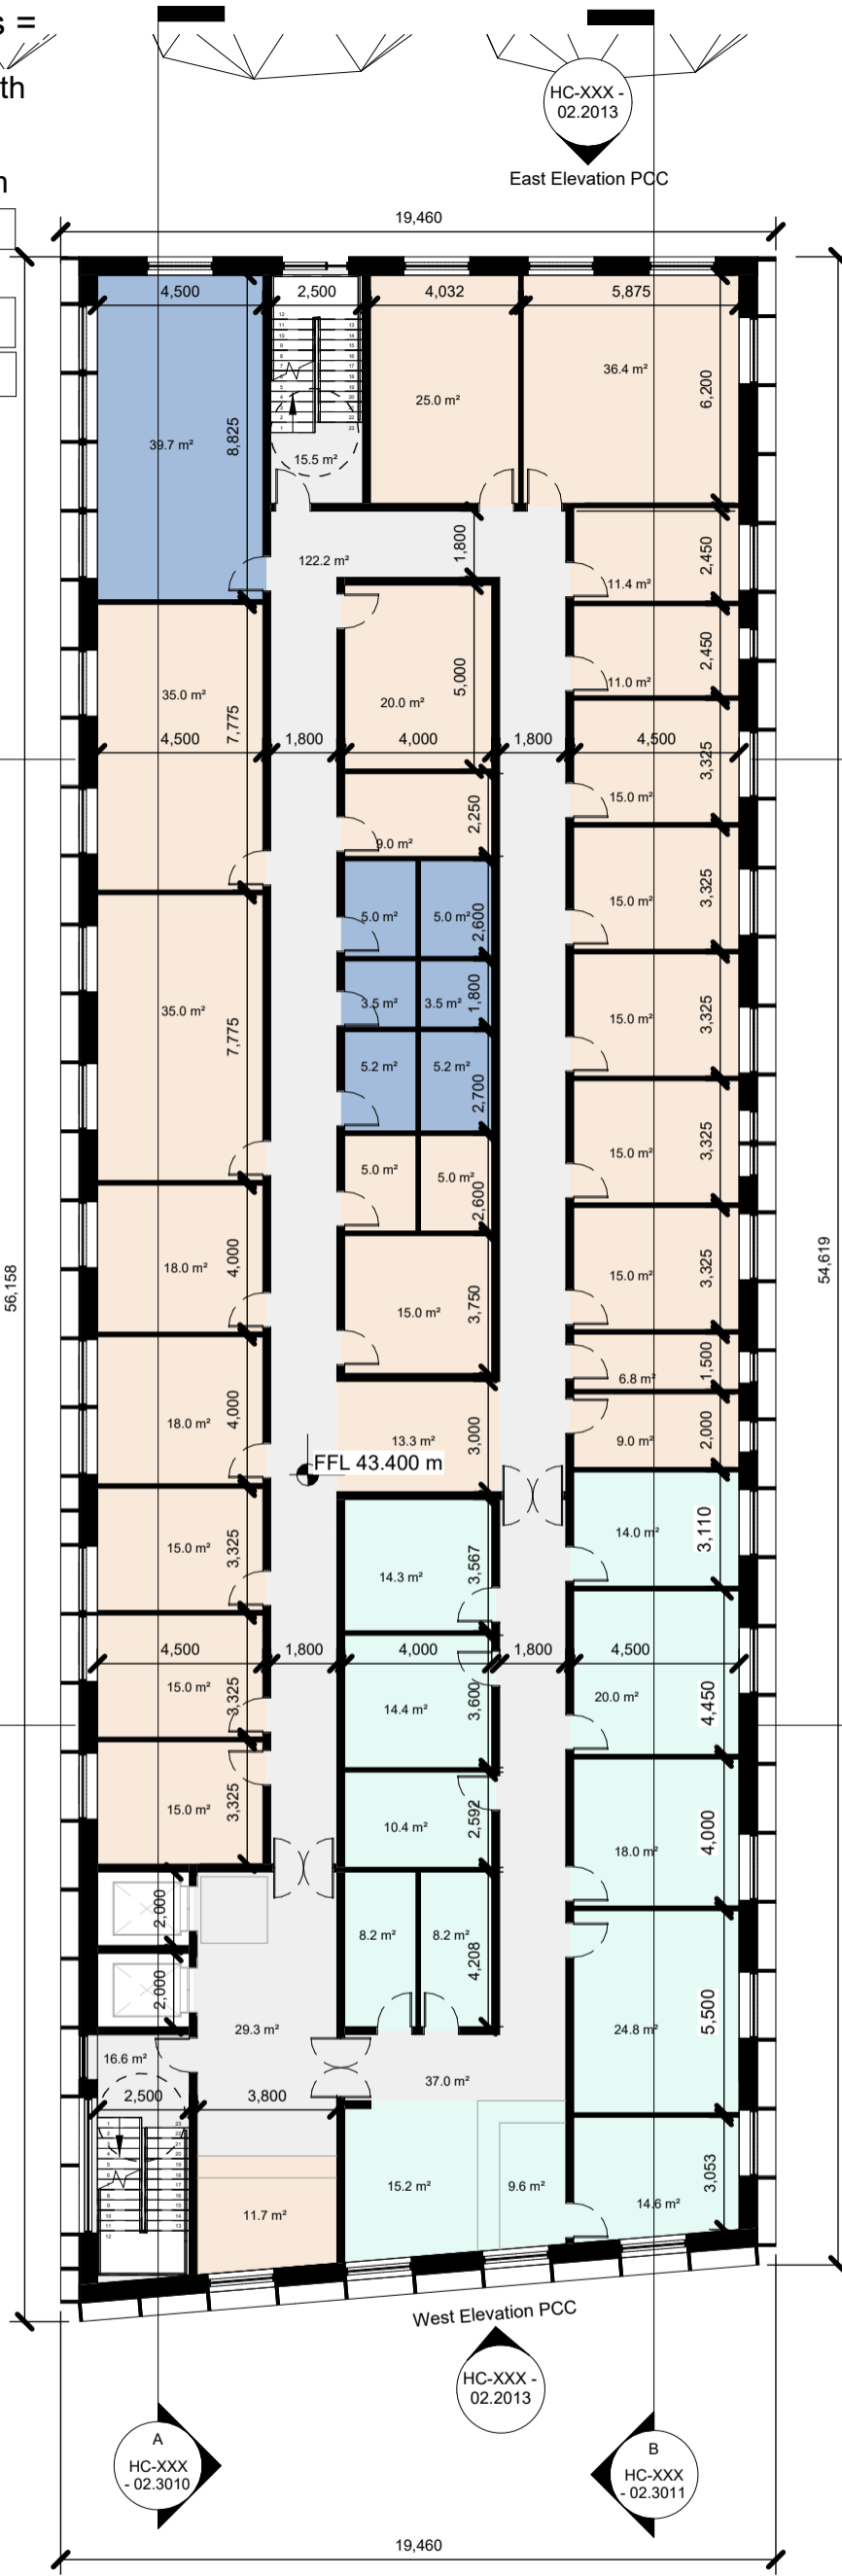 s =
th
HC-XXX -
02.2013
East Elevation PCC
19,460
4,500
2,500
4,032
5,875
36.4 m²
6,200
25.0 m²
39.7 m²
8,825
15.5 m²
122.2 m²
1,800
2,450
11.4 m²
2,450
11.0 m²
35.0 m²
7,775
20.0 m²
5,000
4,500
1,800
4,000
1,800
4,500
3,325
15.0 m²
9.0 m²
2,250
15.0 m²
3,325
5.0 m²
5.0 m²
2,600
35.0 m²
7,775
3.5 m²
3.5 m²
1,800
15.0 m²
3,325
5.2 m²
5.2 m²
2,700
15.0 m²
3,325
5.0 m²
5.0 m²
2,600
18.0 m²
4,000
15.0 m²
3,325
56,158
54,619
15.0 m²
3,750
6.8 m²
1,500
18.0 m²
4,000
13.3 m²
3,000
9.0 m²
2,000
FFL 43.400 m
15.0 m²
3,325
14.3 m²
3,567
14.0 m²
3,110
4,500
1,800
4,000
1,800
4,500
15.0 m²
3,325
14.4 m²
3,600
20.0 m²
4,450
15.0 m²
3,325
10.4 m²
2,592
18.0 m²
4,000
2,000
8.2 m²
8.2 m²
4,208
2,000
29.3 m²
24.8 m²
5,500
16.6 m²
37.0 m²
2,500
3,800
15.2 m²
9.6 m²
14.6 m²
3,053
11.7 m²
West Elevation PCC
HC-XXX -
02.2013
A
HC-XXX
- 02.3010
B
HC-XXX
- 02.3011
19,460